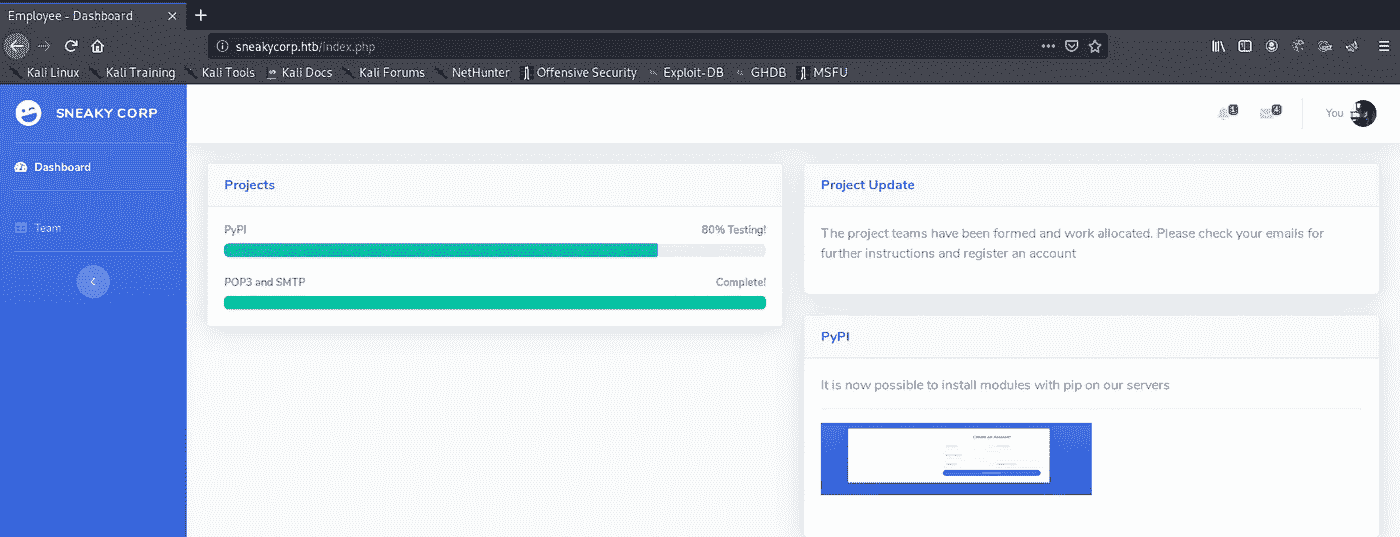 Employee - Dashboard
sneakycorp.htb/index.php
Kali Linux Kali Training Kali Tools Kali Docs Kali Forums NetHunter Offensive Security Exploit-DB GHDB MSFU
SNEAKY CORP
1 4 You
Dashboard
Team
Projects
PyPI 80% Testing!
POP3 and SMTP Complete!
Project Update
The project teams have been formed and work allocated. Please check your emails for
further instructions and register an account
PyPI
It is now possible to install modules with pip on our servers